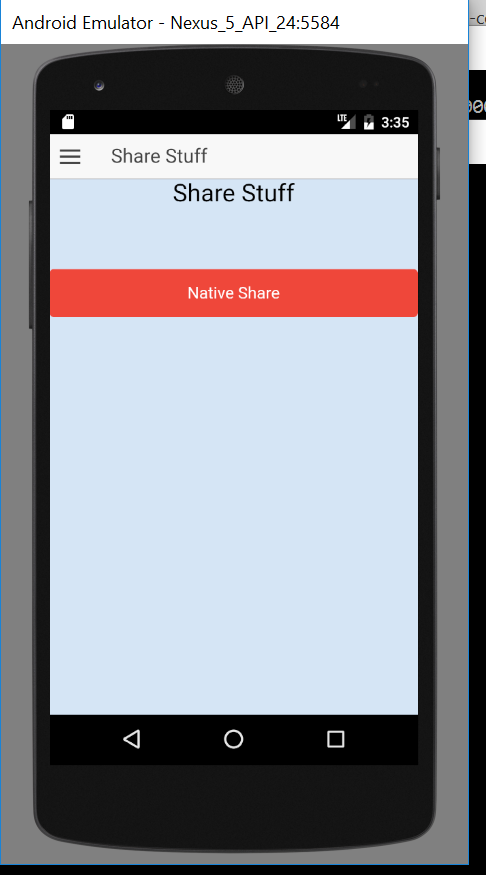 Android Emulator - Nexus_5_API_24:5584
LTE 3:35
Share Stuff
Share Stuff
Native Share